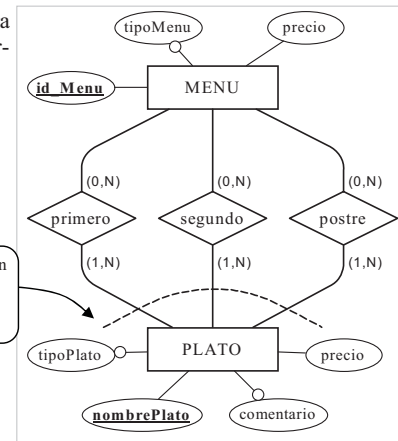 a
r-
tipoMenu
precio
id_Menu
MENU
(0,N)
(0,N)
(0,N)
primero
segundo
postre
(1,N)
(1,N)
(1,N)
n
tipoPlato
PLATO
precio
nombrePlato
comentario